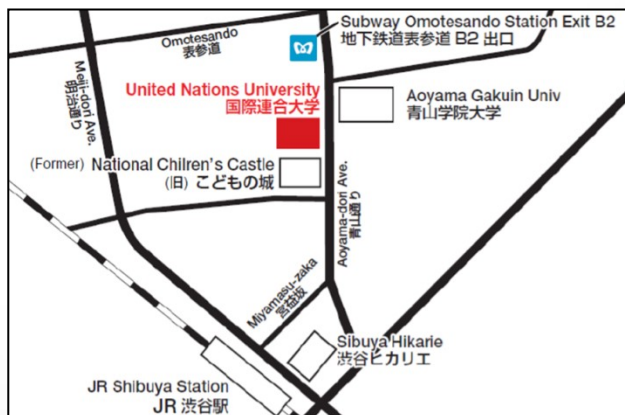 Subway Omotesando Station Exit B2
地下鉄道表参道 B2 出口
Omotesando
表参道
Meiji-dori Ave.
明治通り
United Nations University
国際連合大学
Aoyama Gakuin Univ
青山学院大学
(Former) National Chilren's Castle
(旧) こどもの城
Aoyama-dori Ave.
青山通り
Miyamasu-zaka
宮益坂
Sibuya Hikarie
渋谷ヒカリエ
JR Shibuya Station
JR 渋谷駅